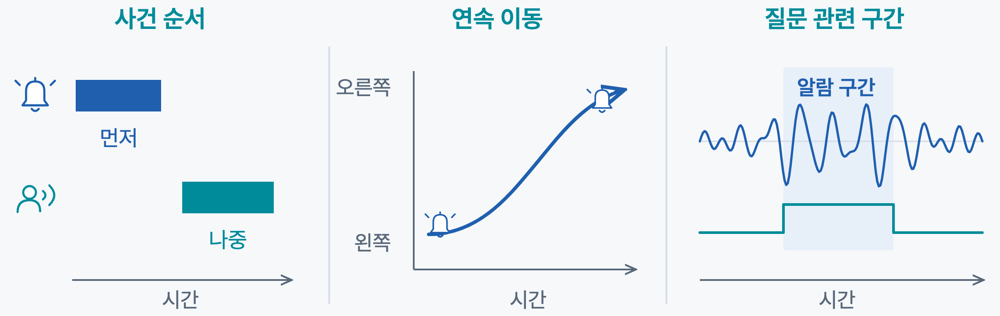 사건 순서
먼저
나중
시간
연속 이동
오른쪽
왼쪽
시간
질문 관련 구간
알람 구간
시간